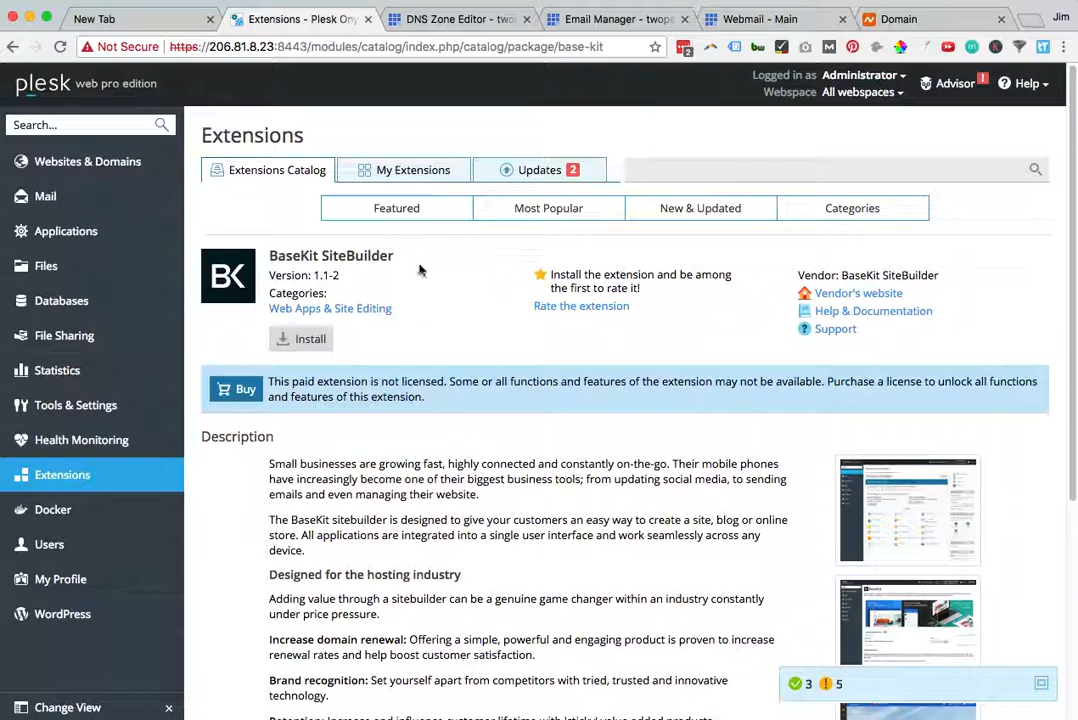 New Tab
Extensions - Plesk Ony
DNS Zone Editor - two
Email Manager - twope
Webmail - Main
Domain
Jim
Not Secure https://206.81.8.23:8443/modules/catalog/index.php/catalog/package/base-kit
plesk web pro edition
Logged in as Administrator
Webspace All webspaces
Advisor !
Help
Search...
Websites & Domains
Mail
Applications
Files
Databases
File Sharing
Statistics
Tools & Settings
Health Monitoring
Extensions
Docker
Users
My Profile
WordPress
Change View
Extensions
Extensions Catalog
My Extensions
Updates 2
Featured
Most Popular
New & Updated
Categories
BK
BaseKit SiteBuilder
Version: 1.1-2
Categories:
Web Apps & Site Editing
Install
Install the extension and be among
the first to rate it!
Rate the extension
Vendor: BaseKit SiteBuilder
Vendor's website
Help & Documentation
Support
Buy
This paid extension is not licensed. Some or all functions and features of the extension may not be available. Purchase a license to unlock all functions
and features of this extension.
Description
Small businesses are growing fast, highly connected and constantly on-the-go. Their mobile phones
have increasingly become one of their biggest business tools; from updating social media, to sending
emails and even managing their website.
The BaseKit sitebuilder is designed to give your customers an easy way to create a site, blog or online
store. All applications are integrated into a single user interface and work seamlessly across any
device.
Designed for the hosting industry
Adding value through a sitebuilder can be a genuine game changer within an industry constantly
under price pressure.
Increase domain renewal: Offering a simple, powerful and engaging product is proven to increase
renewal rates and help boost customer satisfaction.
Brand recognition: Set yourself apart from competitors with tried, trusted and innovative
technology.
3
5